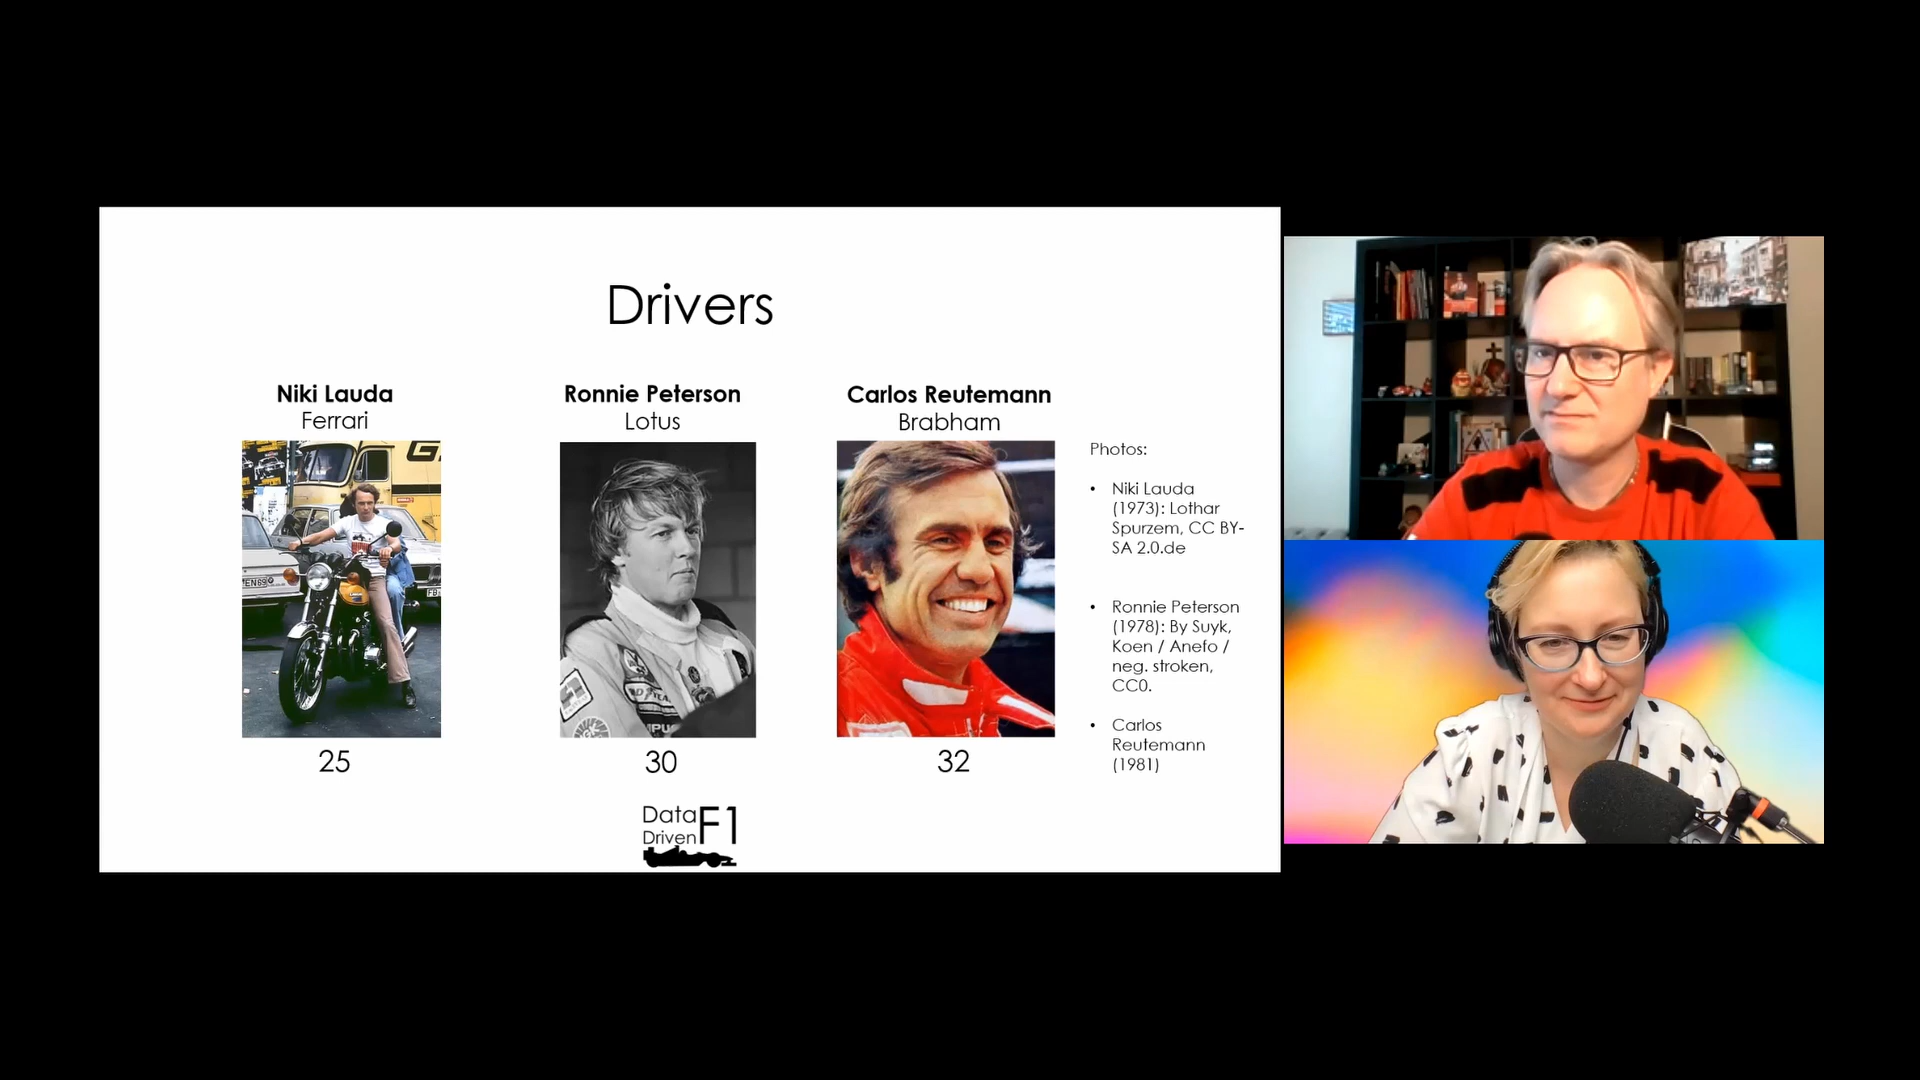 Drivers
Niki Lauda
Ferrari
Ronnie Peterson
Lotus
Carlos Reutemann
Brabham
25
30
32
Photos:
• Niki Lauda
(1973): Lothar
Spurzem, CC BY-
SA 2.0.de
• Ronnie Peterson
(1978): By Suyk,
Koen / Anefo /
neg. stroken,
CC0.
• Carlos
Reutemann
(1981)
Data
Driven
F1